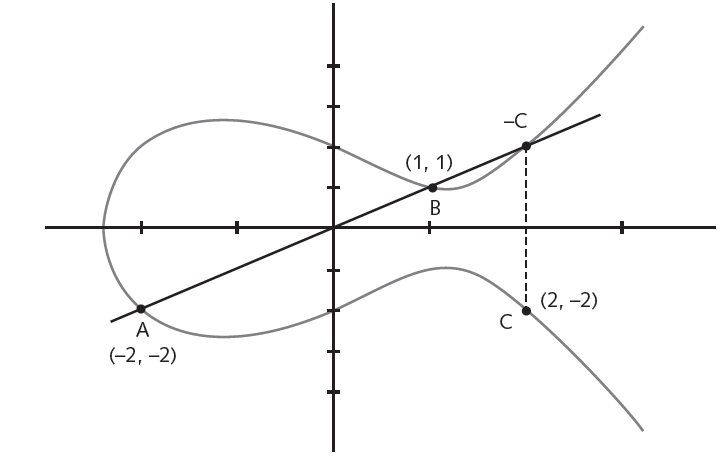 –C
(1, 1)
B
(2, –2)
C
A
(–2, –2)